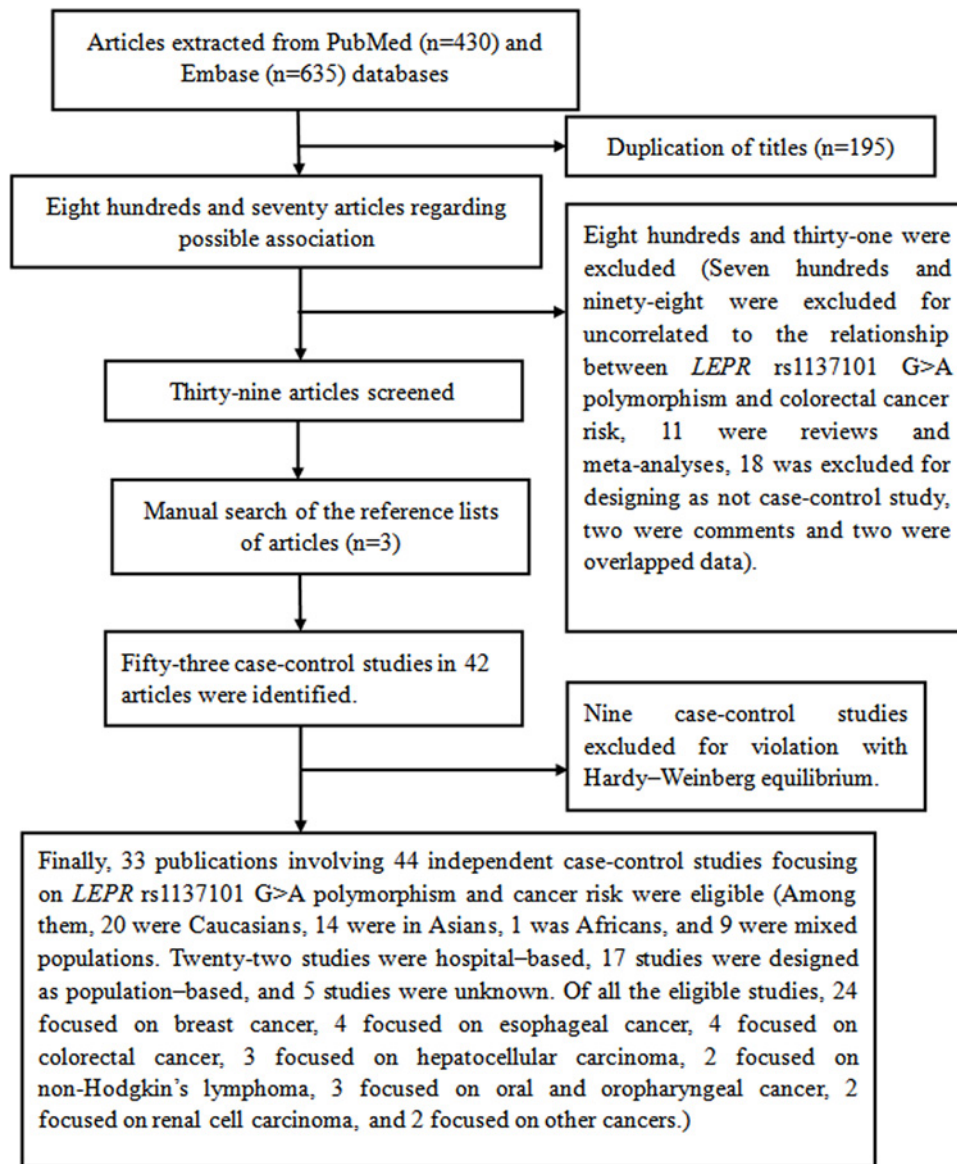 Articles extracted from PubMed (n=430) and
Embase (n=635) databases
Duplication of titles (n=195)
Eight hundreds and seventy articles regarding
possible association
Eight hundreds and thirty-one were
excluded (Seven hundreds and
ninety-eight were excluded for
uncorrelated to the relationship
between LEPR rs1137101 G>A
polymorphism and colorectal cancer
risk, 11 were reviews and
meta-analyses, 18 was excluded for
designing as not case-control study,
two were comments and two were
overlapped data).
Thirty-nine articles screened
Manual search of the reference lists
of articles (n=3)
Fifty-three case-control studies in 42
articles were identified.
Nine case-control studies
excluded for violation with
Hardy–Weinberg equilibrium.
Finally, 33 publications involving 44 independent case-control studies focusing
on LEPR rs1137101 G>A polymorphism and cancer risk were eligible (Among
them, 20 were Caucasians, 14 were in Asians, 1 was Africans, and 9 were mixed
populations. Twenty-two studies were hospital–based, 17 studies were designed
as population–based, and 5 studies were unknown. Of all the eligible studies, 24
focused on breast cancer, 4 focused on esophageal cancer, 4 focused on
colorectal cancer, 3 focused on hepatocellular carcinoma, 2 focused on
non-Hodgkin's lymphoma, 3 focused on oral and oropharyngeal cancer, 2
focused on renal cell carcinoma, and 2 focused on other cancers.)